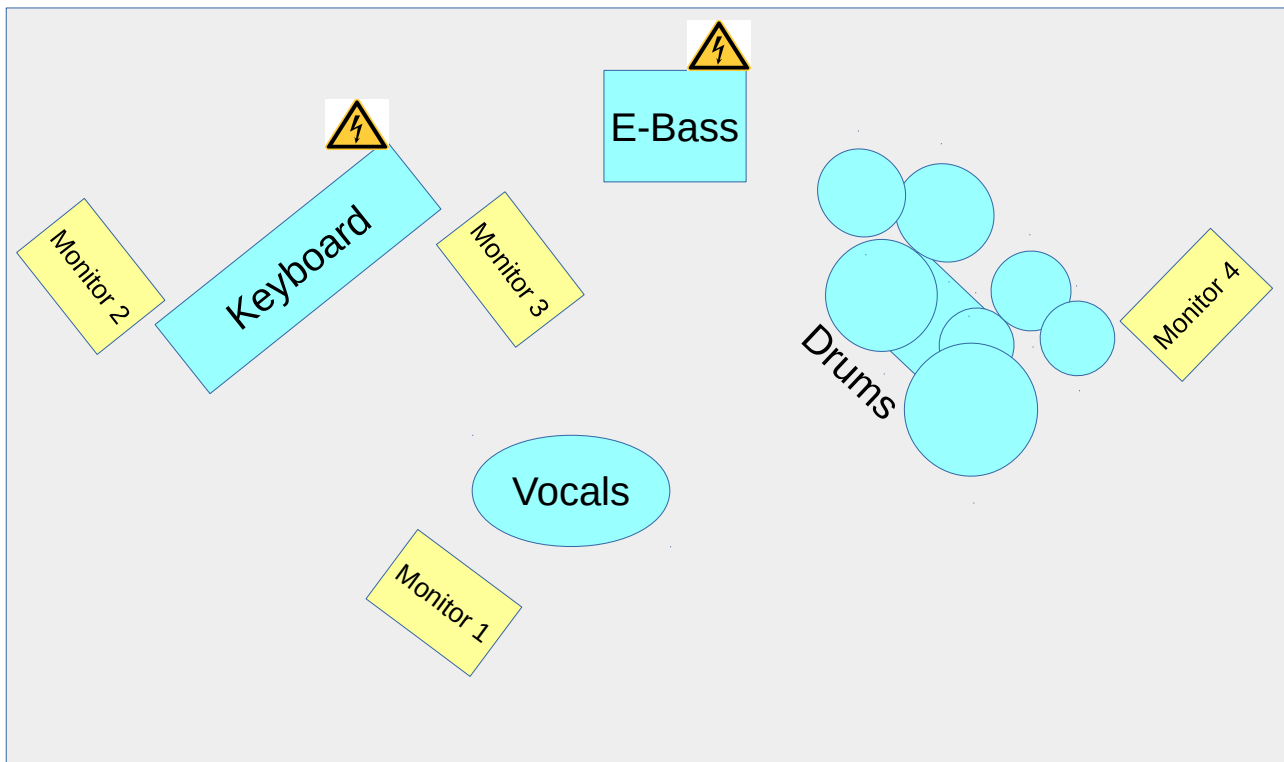 E-Bass
Keyboard
Monitor 2
Monitor 3
Monitor 4
Drums
Vocals
Monitor 1